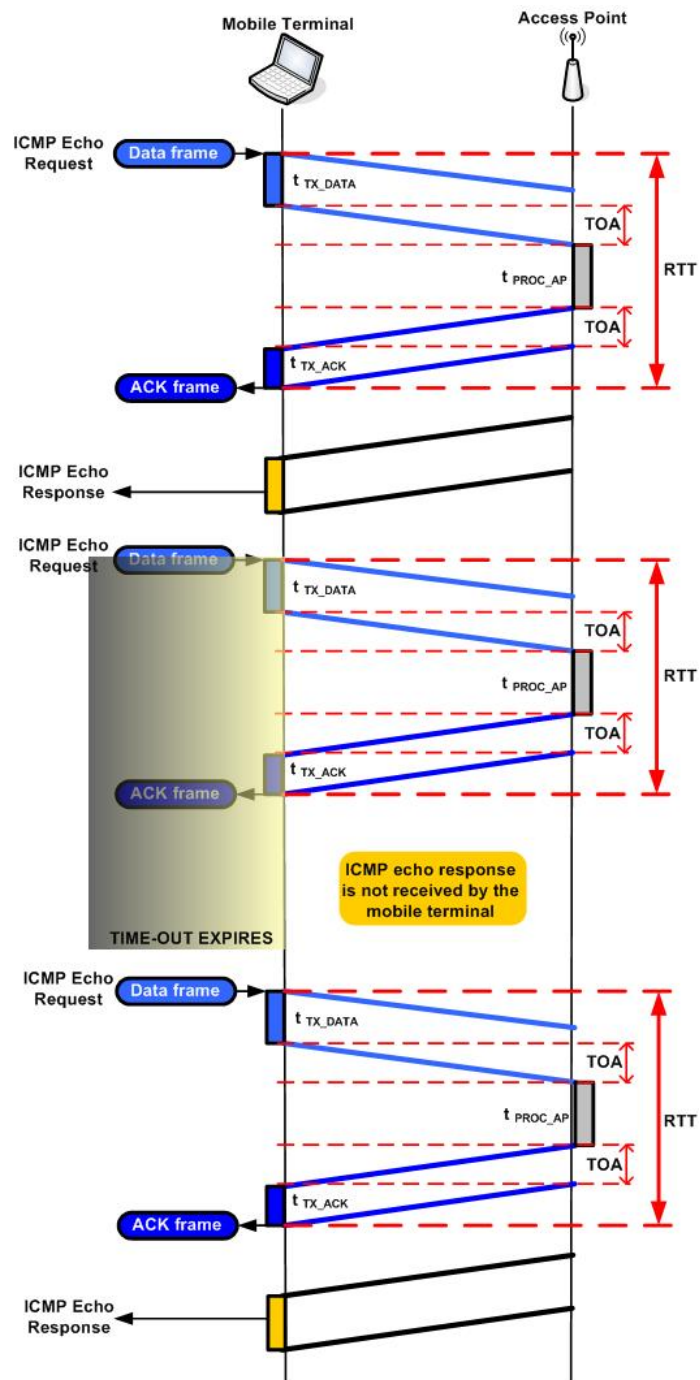 Mobile Terminal
Access Point
ICMP Echo
Request
Data frame
t TX_DATA
TOA
RTT
t PROC_AP
TOA
t TX_ACK
ACK frame
ICMP Echo
Response
ICMP Echo
Request
Data frame
t TX_DATA
TOA
RTT
t PROC_AP
TOA
t TX_ACK
ACK frame
ICMP echo response
is not received by the
mobile terminal
TIME-OUT EXPIRES
ICMP Echo
Request
Data frame
t TX_DATA
TOA
RTT
t PROC_AP
TOA
t TX_ACK
ACK frame
ICMP Echo
Response